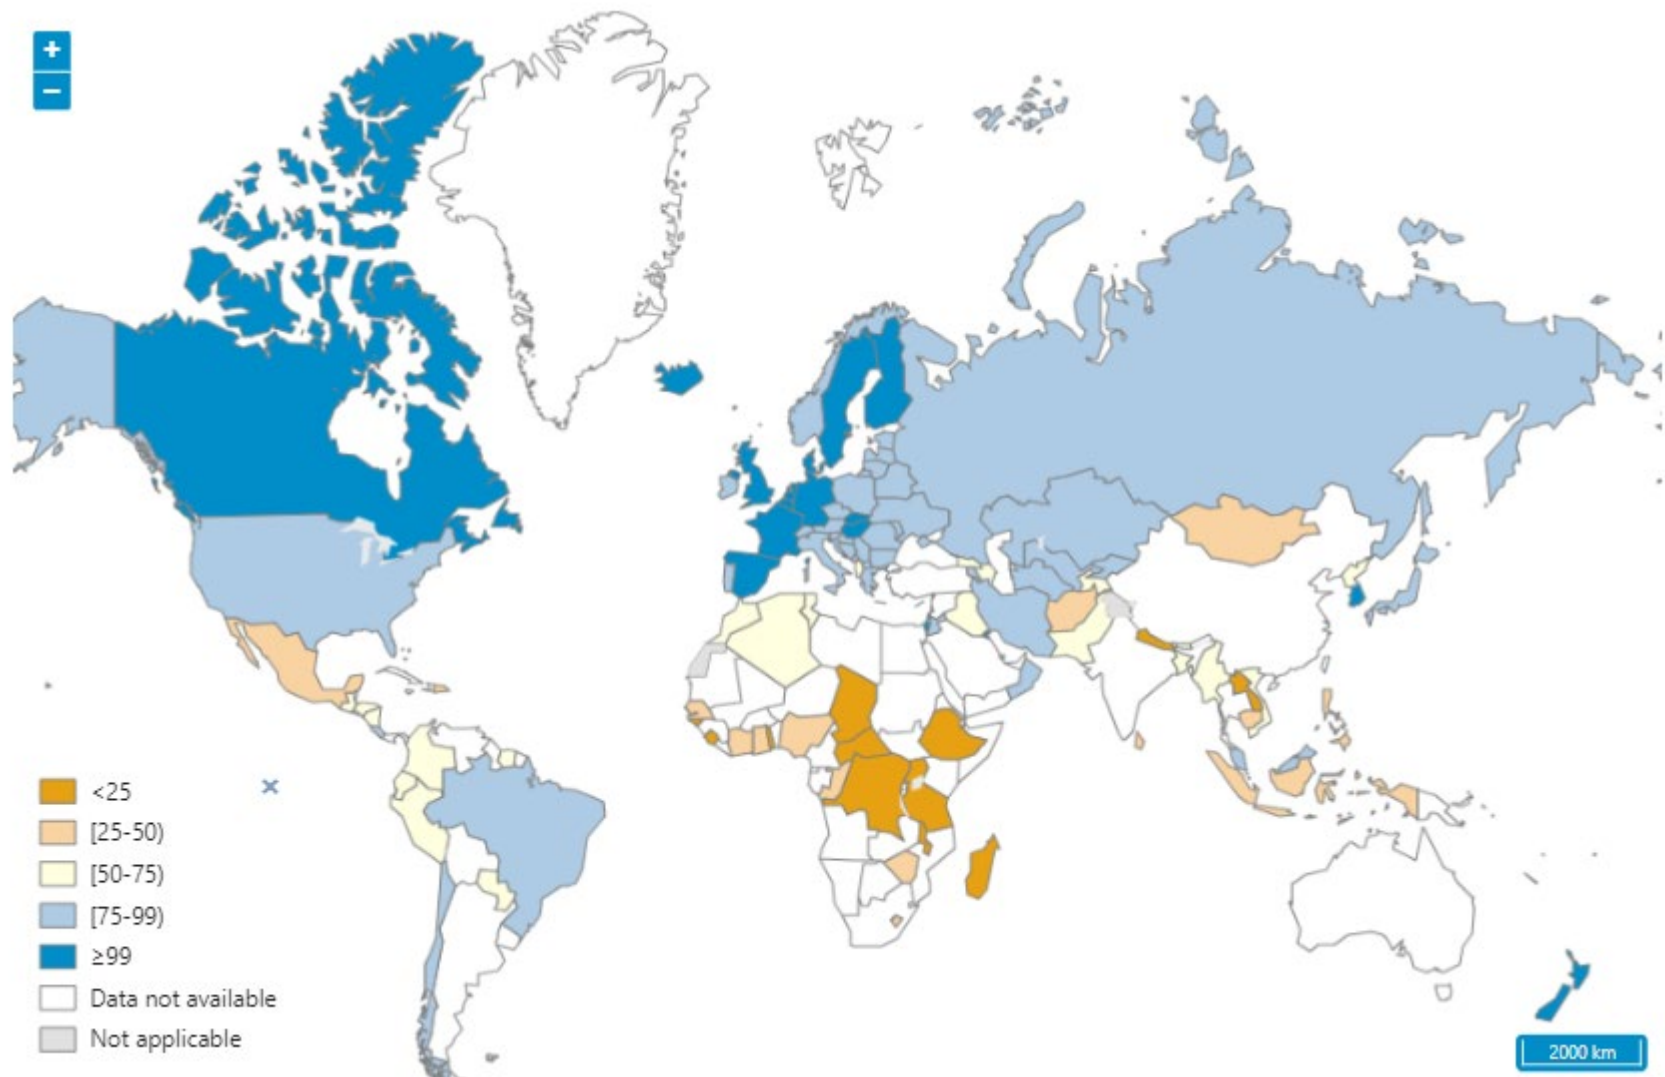 +
−
<25
[25-50)
[50-75)
[75-99)
≥99
Data not available
Not applicable
2000 km